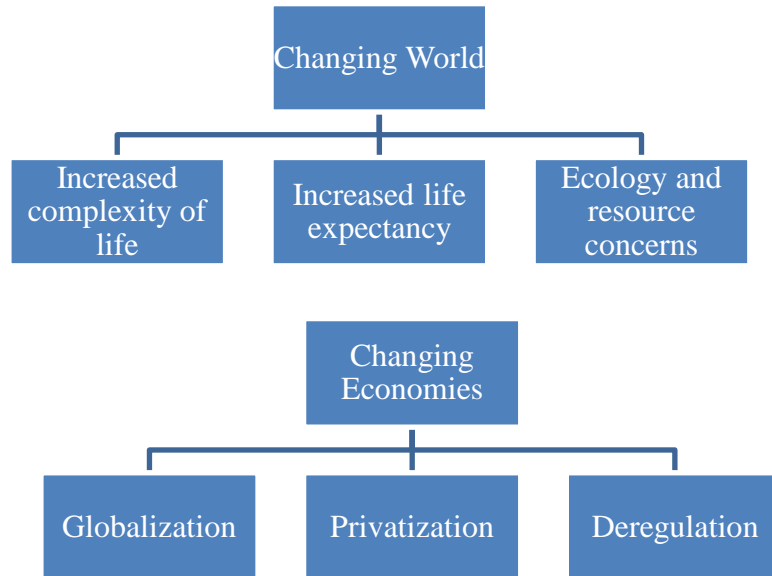 Changing World
Increased
complexity of
life
Increased life
expectancy
Ecology and
resource
concerns
Changing
Economies
Globalization
Privatization
Deregulation